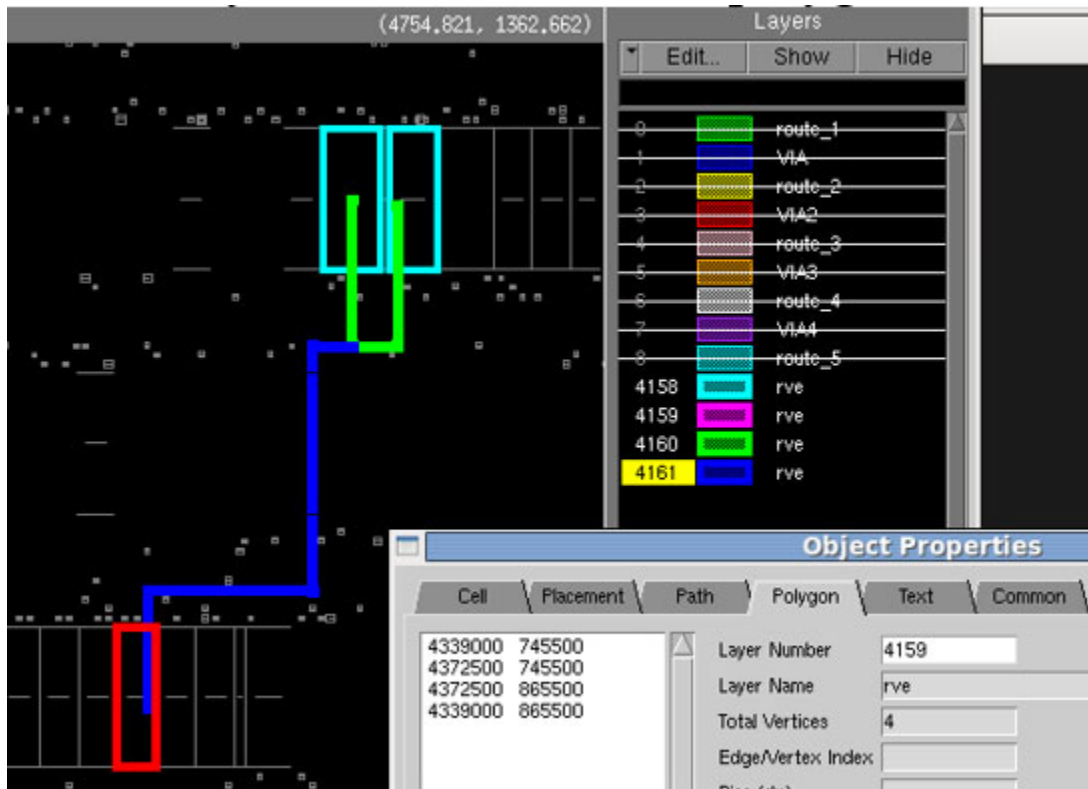 (4754.821, 1362.662)
Layers
Edit... Show Hide
0 route_1
1 VIA
2 route_2
3 VIA2
4 route_3
5 VIA3
6 route_4
7 VIA4
8 route_5
4158 rve
4159 rve
4160 rve
4161 rve
Object Properties
Cell Placement Path Polygon Text Common
4339000 745500
4372500 745500
4372500 865500
4339000 865500
Layer Number 4159
Layer Name rve
Total Vertices 4
Edge/Vertex Index